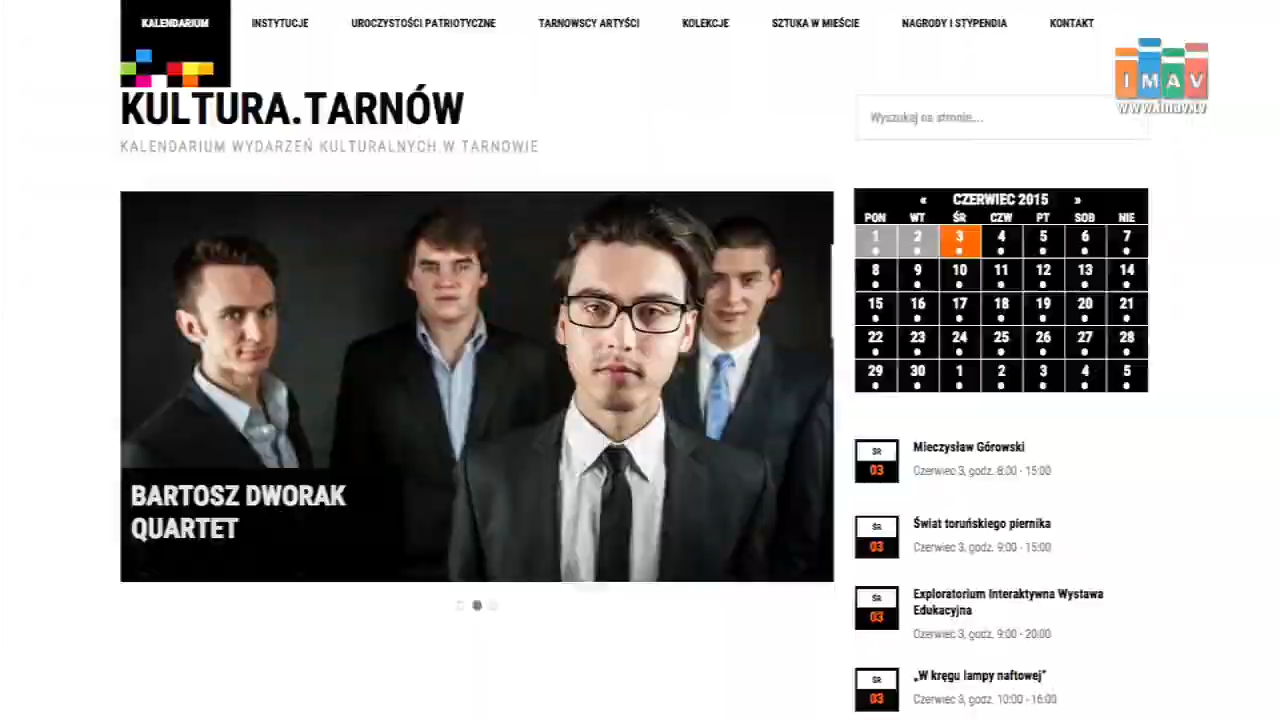 KALENDARIUM
INSTYTUCJE
UROCZYSTOŚCI PATRIOTYCZNE
TARNOWSCY ARTYŚCI
KOLEKCJE
SZTUKA W MIEŚCIE
NAGRODY I STYPENDIA
KONTAKT
IMAV
www.imav.tv
KULTURA.TARNÓW
KALENDARIUM WYDARZEŃ KULTURALNYCH W TARNOWIE
Wyszukaj na stronie...
BARTOSZ DWORAK
QUARTET
« CZERWIEC 2015 »
PON WT ŚR CZW PT SOB NIE
1 2 3 4 5 6 7
8 9 10 11 12 13 14
15 16 17 18 19 20 21
22 23 24 25 26 27 28
29 30 1 2 3 4 5
ŚR
03
Mieczysław Górowski
Czerwiec 3, godz. 8:00 - 15:00
ŚR
03
Świat toruńskiego piernika
Czerwiec 3, godz. 9:00 - 15:00
ŚR
03
Exploratorium Interaktywna Wystawa
Edukacyjna
Czerwiec 3, godz. 9:00 - 20:00
ŚR
03
„W kręgu lampy naftowej”
Czerwiec 3, godz. 10:00 - 16:00